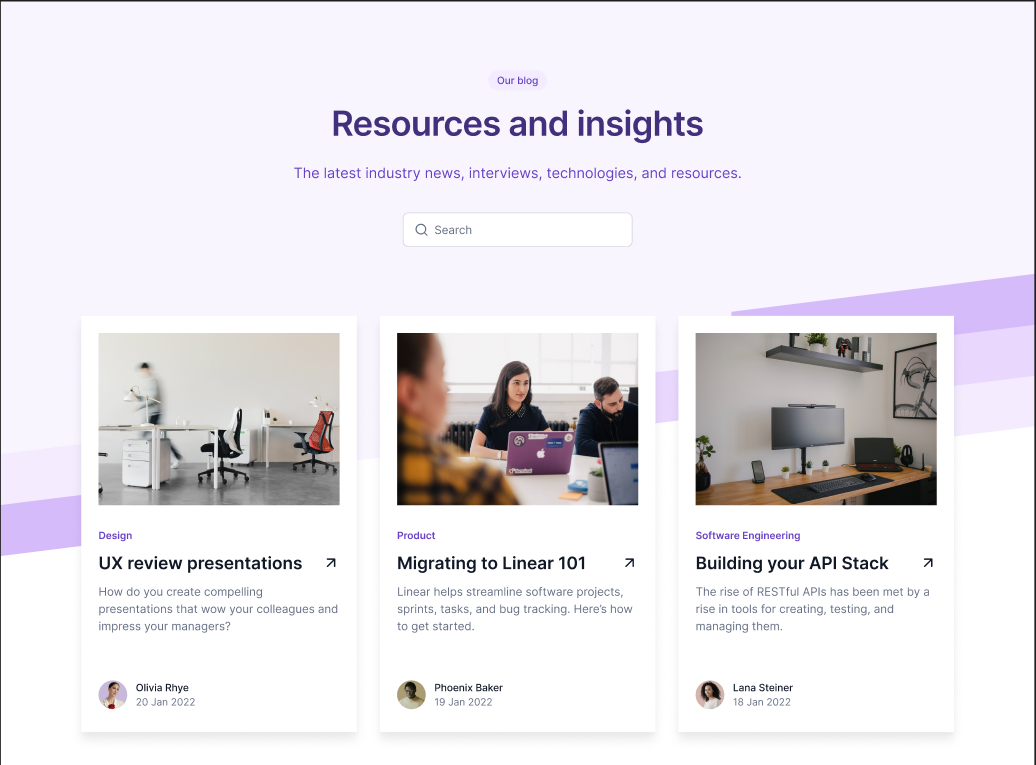 Our blog
Resources and insights
The latest industry news, interviews, technologies, and resources.
Search
Design
UX review presentations
How do you create compelling
presentations that wow your colleagues and
impress your managers?
Olivia Rhye
20 Jan 2022
Product
Migrating to Linear 101
Linear helps streamline software projects,
sprints, tasks, and bug tracking. Here’s how
to get started.
Phoenix Baker
19 Jan 2022
Software Engineering
Building your API Stack
The rise of RESTful APIs has been met by a
rise in tools for creating, testing, and
managing them.
Lana Steiner
18 Jan 2022